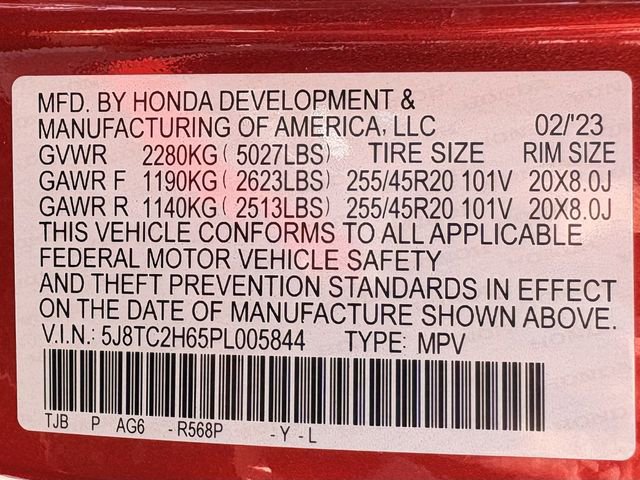 MFD. BY HONDA DEVELOPMENT &
MANUFACTURING OF AMERICA, LLC 02/'23
GVWR 2280KG ( 5027LBS ) TIRE SIZE RIM SIZE
GAWR F 1190KG ( 2623LBS ) 255/45R20 101V 20X8.0J
GAWR R 1140KG ( 2513LBS ) 255/45R20 101V 20X8.0J
THIS VEHICLE CONFORMS TO ALL APPLICABLE
FEDERAL MOTOR VEHICLE SAFETY
AND THEFT PREVENTION STANDARDS IN EFFECT
ON THE DATE OF MANUFACTURE SHOWN ABOVE.
V.I.N.: 5J8TC2H65PL005844 TYPE: MPV
TJB P AG6 - R568P - Y - L